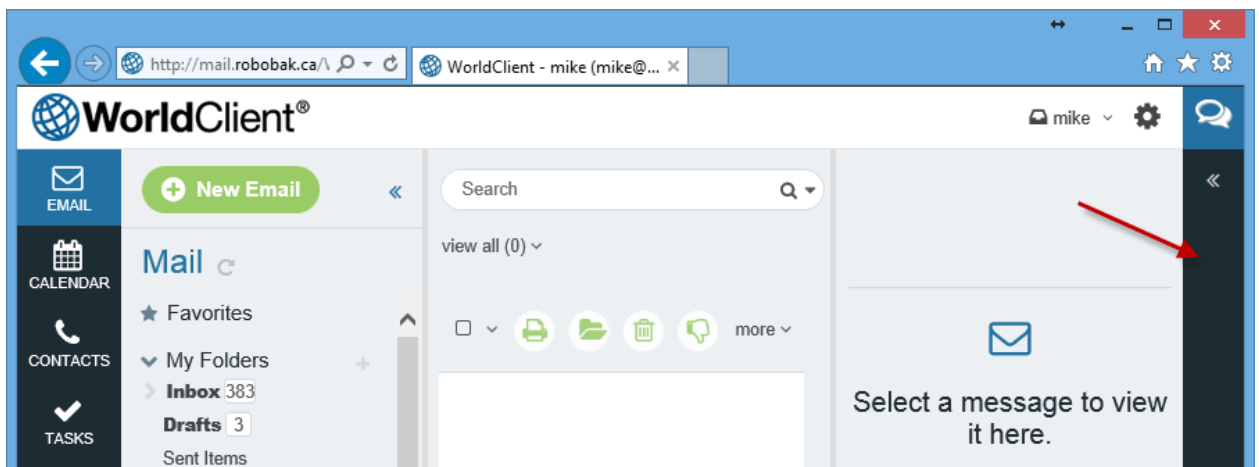 http://mail.robobak.ca/\
WorldClient - mike (mike@...
WorldClient®
mike
EMAIL
New Email
Search
CALENDAR
Mail
view all (0)
Favorites
CONTACTS
My Folders
more
Inbox 383
Drafts 3
Select a message to view
it here.
TASKS
Sent Items